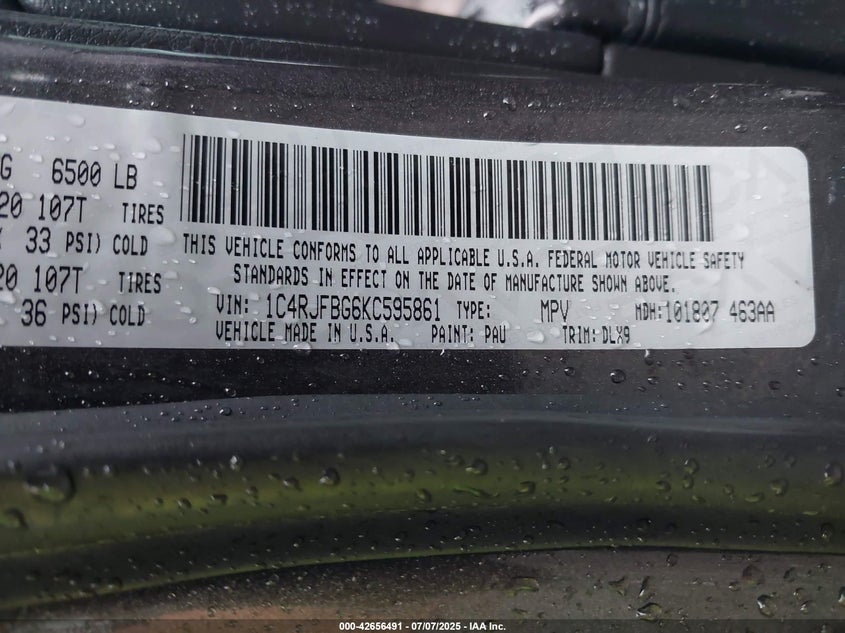 G 6500 LB
20 107T TIRES
33 PSI) COLD
20 107T TIRES
36 PSI) COLD
THIS VEHICLE CONFORMS TO ALL APPLICABLE U.S.A. FEDERAL MOTOR VEHICLE SAFETY
STANDARDS IN EFFECT ON THE DATE OF MANUFACTURE SHOWN ABOVE.
VIN: 1C4RJFBG6KC595861 TYPE: MPV MDH:101807 463AA
VEHICLE MADE IN U.S.A. PAINT: PAU TRIM: DLX9
000-42656491 - 07/07/2025 - IAA Inc.